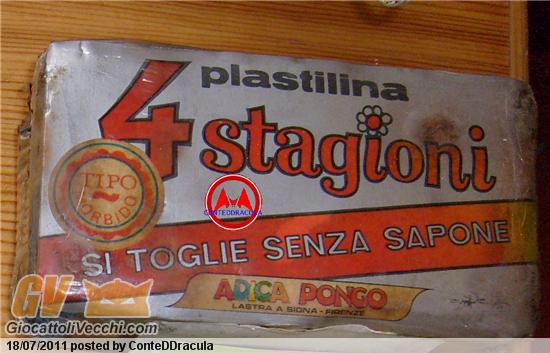 plastilina
4 stagioni
TIPO
MORBIDO
CONTEDDRACULA
SI TOGLIE SENZA SAPONE
ADICA PONGO
LASTRA A SIGNA - FIRENZE
GV
GiocattoliVecchi.com
18/07/2011 posted by ConteDDracula